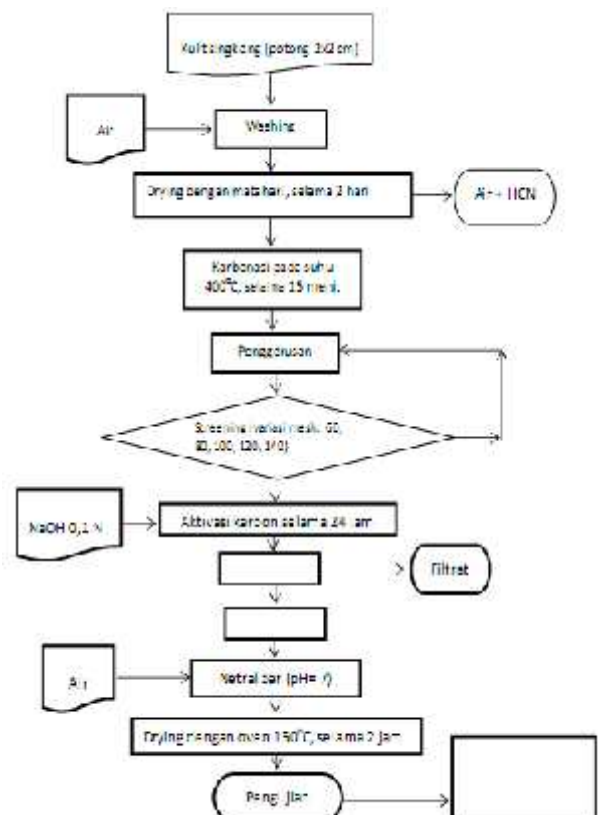 Kulit singkong (potong 2x2cm)
Air
Washing
Drying dengan matahari, selama 2 hari
Air + HCN
Karbonasi pada suhu
400°C, selama 15 menit.
Penggerusan
Screening (variasi mesh: 60,
80, 100, 120, 140)
NaOH 0,1 N
Aktivasi karbon selama 24 jam
Filtrat
Air
Netralisasi (pH= 7)
Drying dengan oven 150°C, selama 2 jam
Pengujian